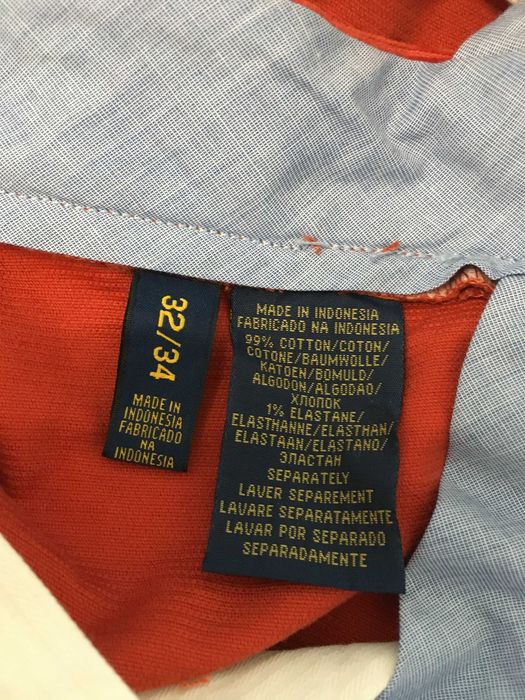 32/34
MADE IN
INDONESIA
FABRICADO
NA
INDONESIA
MADE IN INDONESIA
FABRICADO NA INDONESIA
99% COTTON/COTON/
COTONE/BAUMWOLLE/
KATOEN/BOMULD/
ALGODON/ALGODAO/
ХЛОПОК
1% ELASTANE/
ELASTHANNE/ELASTHAN/
ELASTAAN/ELASTANO/
ЭЛАСТАН
SEPARATELY
LAVER SEPAREMENT
LAVARE SEPARATAMENTE
LAVAR POR SEPARADO
SEPARADAMENTE